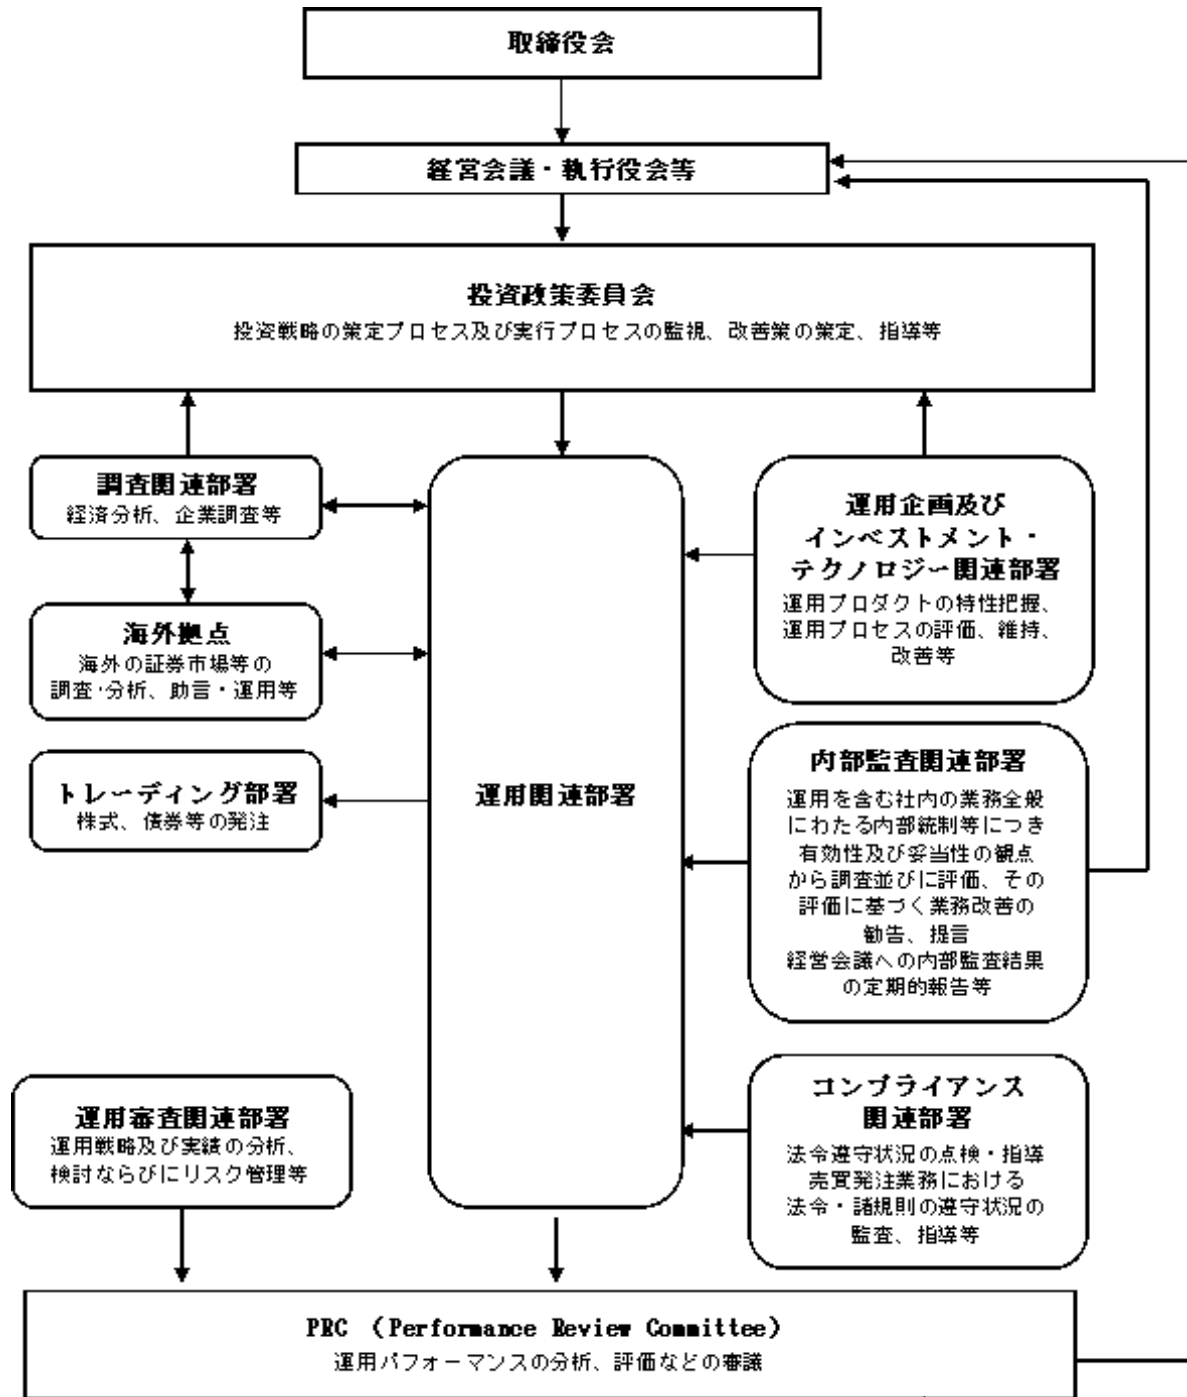 取締役会
経営会議・執行役会等
投資政策委員会
投資戦略の策定プロセス及び実行プロセスの監視、改善策の策定、指導等
調査関連部署
経済分析、企業調査等
海外拠点
海外の証券市場等の
調査・分析、助言・運用等
トレーディング部署
株式、債券等の発注
運用関連部署
運用企画及び
インベストメント・
テクノロジー関連部署
運用プロダクトの特性把握、
運用プロセスの評価、維持、
改善等
内部監査関連部署
運用を含む社内の業務全般
にわたる内部統制等につき
有効性及び妥当性の観点
から調査並びに評価、その
評価に基づく業務改善の
勧告、提言
経営会議への内部監査結果
の定期的報告等
コンプライアンス
関連部署
法令遵守状況の点検・指導
売買発注業務における
法令・諸規則の遵守状況の
監査、指導等
運用審査関連部署
運用戦略及び実績の分析、
検討ならびにリスク管理等
PRC （Performance Review Committee）
運用パフォーマンスの分析、評価などの審議